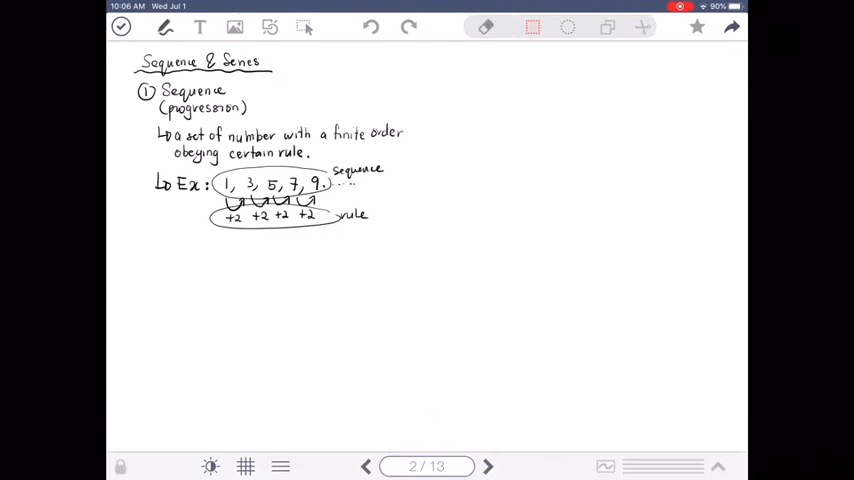 10:06 AM Wed Jul 1
90%
Sequence & Series
① Sequence
(progression)
↳ a set of number with a finite order
obeying certain rule.
↳ Ex: 1, 3, 5, 7, 9. .... sequence
+2 +2 +2 +2 rule
2 / 13